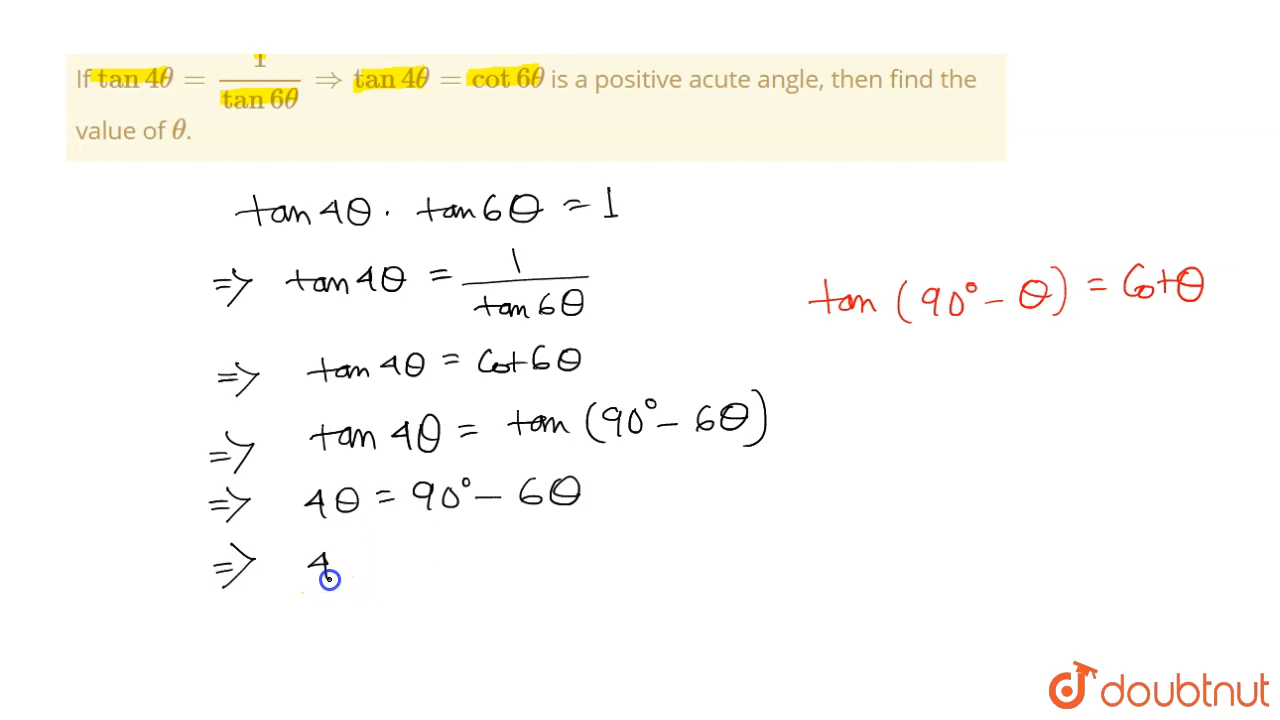 1
If tan 4θ = ――― ⇒ tan 4θ = cot 6θ is a positive acute angle, then find the
tan 6θ
value of θ.
tan 4θ . tan 6θ = 1
⇒ tan 4θ = 1 / tan 6θ
tan (90° − θ) = Cotθ
⇒ tan 4θ = Cot 6θ
⇒ tan 4θ = tan (90° − 6θ)
⇒ 4θ = 90° − 6θ
⇒ 4
doubtnut